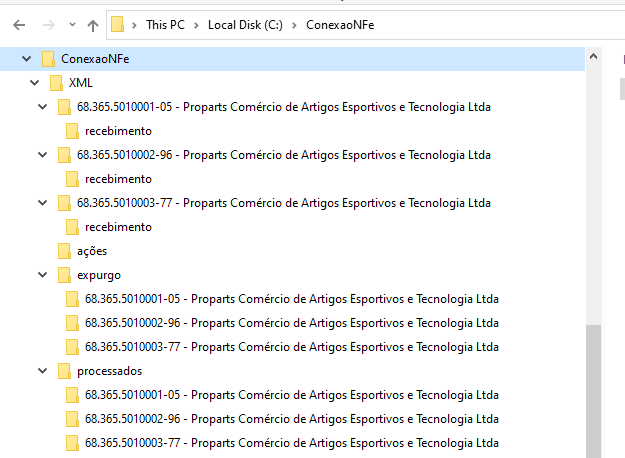 This PC > Local Disk (C:) > ConexaoNFe
ConexaoNFe
XML
68.365.5010001-05 - Proparts Comércio de Artigos Esportivos e Tecnologia Ltda
recebimento
68.365.5010002-96 - Proparts Comércio de Artigos Esportivos e Tecnologia Ltda
recebimento
68.365.5010003-77 - Proparts Comércio de Artigos Esportivos e Tecnologia Ltda
recebimento
ações
expurgo
68.365.5010001-05 - Proparts Comércio de Artigos Esportivos e Tecnologia Ltda
68.365.5010002-96 - Proparts Comércio de Artigos Esportivos e Tecnologia Ltda
68.365.5010003-77 - Proparts Comércio de Artigos Esportivos e Tecnologia Ltda
processados
68.365.5010001-05 - Proparts Comércio de Artigos Esportivos e Tecnologia Ltda
68.365.5010002-96 - Proparts Comércio de Artigos Esportivos e Tecnologia Ltda
68.365.5010003-77 - Proparts Comércio de Artigos Esportivos e Tecnologia Ltda